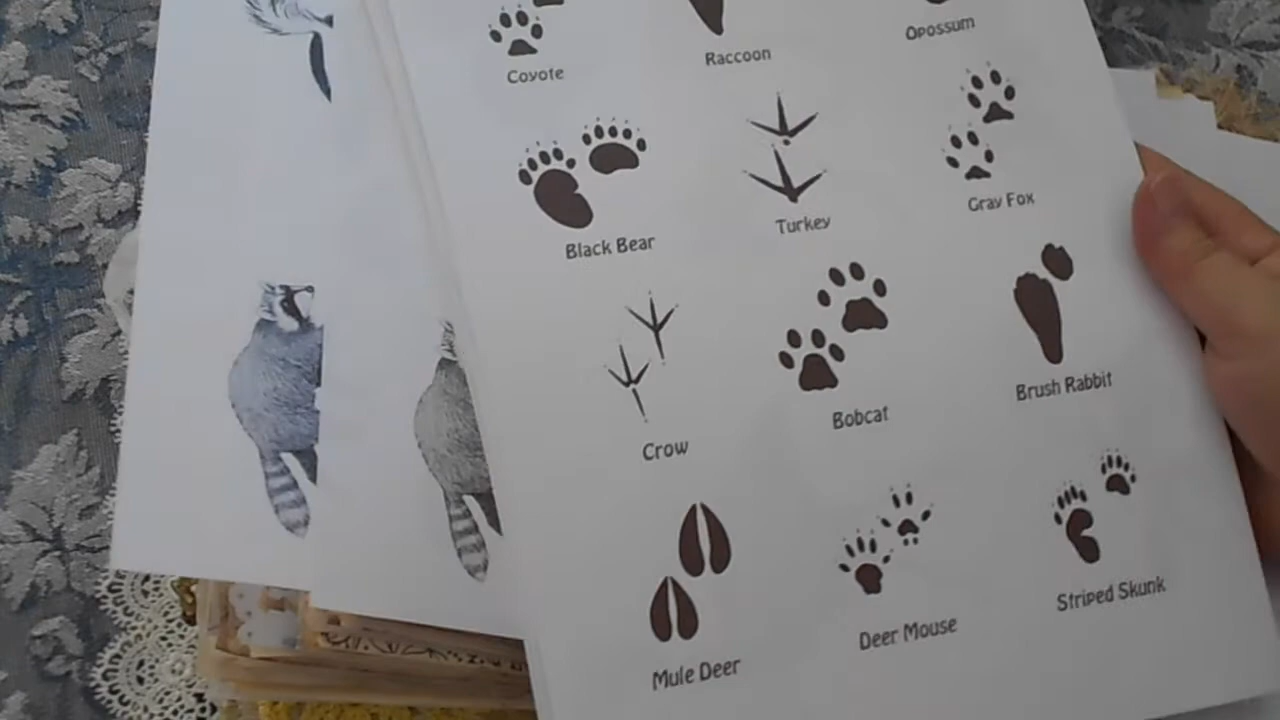 Coyote
Raccoon
Opossum
Black Bear
Turkey
Gray Fox
Crow
Bobcat
Brush Rabbit
Mule Deer
Deer Mouse
Striped Skunk